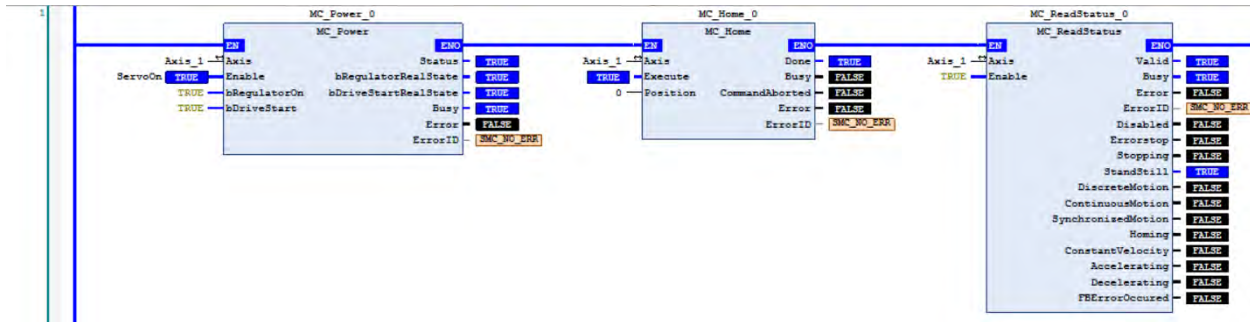 1
MC_Power_0
MC_Power
EN
ENO
Axis_1
Axis
Status
TRUE
ServoOn
TRUE
Enable
bRegulatorRealState
TRUE
TRUE
bRegulatorOn
bDriveStartRealState
TRUE
TRUE
bDriveStart
Busy
TRUE
Error
FALSE
ErrorID
SMC_NO_ERR
MC_Home_0
MC_Home
EN
ENO
Axis_1
Axis
Done
TRUE
TRUE
Execute
Busy
FALSE
0
Position
CommandAborted
FALSE
Error
FALSE
ErrorID
SMC_NO_ERR
MC_ReadStatus_0
MC_ReadStatus
EN
ENO
Axis_1
Axis
Valid
TRUE
TRUE
Enable
Busy
TRUE
Error
FALSE
ErrorID
SMC_NO_ERR
Disabled
FALSE
Errorstop
FALSE
Stopping
FALSE
StandStill
TRUE
DiscreteMotion
FALSE
ContinuousMotion
FALSE
SynchronizedMotion
FALSE
Homing
FALSE
ConstantVelocity
FALSE
Accelerating
FALSE
Decelerating
FALSE
FBErrorOccured
FALSE